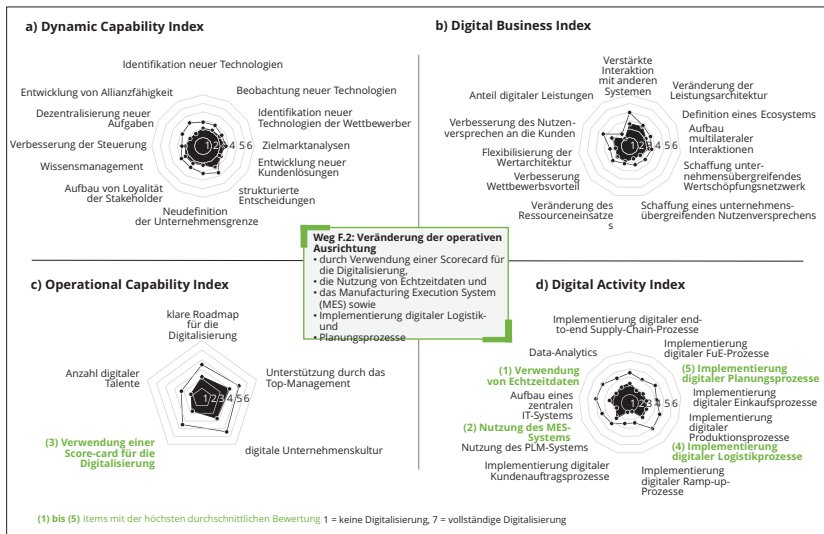 a) Dynamic Capability Index
Identifikation neuer Technologien
Entwicklung von Allianzfähigkeit
Beobachtung neuer Technologien
Dezentralisierung neuer
Aufgaben
Identifikation neuer
Technologien der Wettbewerber
Verbesserung der Steuerung
1 2 3 4 5 6
Zielmarktanalysen
Wissensmanagement
Entwicklung neuer
Kundenlösungen
Aufbau von Loyalität
der Stakeholder
strukturierte
Entscheidungen
Neudefinition
der Unternehmensgrenze
b) Digital Business Index
Verstärkte
Interaktion
mit anderen
Systemen
Anteil digitaler Leistungen
Veränderung der
Leistungsarchitektur
Definition eines Ecosystems
Verbesserung des Nutzen-
versprechen an die Kunden
Aufbau
multilateraler
Interaktionen
1 2 3 4 5 6
Flexibilisierung der
Wertarchitektur
Schaffung unter-
nehmensübergreifendes
Wertschöpfungsnetzwerk
Verbesserung
Wettbewerbsvorteil
Veränderung des
Ressourceneinsatze
s
Schaffung eines unternehmens-
übergreifenden Nutzenversprechens
Weg F.2: Veränderung der operativen
Ausrichtung
• durch Verwendung einer Scorecard für
die Digitalisierung,
• die Nutzung von Echtzeitdaten und
• das Manufacturing Execution System
(MES) sowie
• Implementierung digitaler Logistik-
und
• Planungsprozesse
c) Operational Capability Index
klare Roadmap
für die
Digitalisierung
Anzahl digitaler
Talente
Unterstützung durch das
Top-Management
1 2 3 4 5 6
(3) Verwendung einer
Score-card für die
Digitalisierung
digitale Unternehmenskultur
d) Digital Activity Index
Implementierung digitaler end-
to-end Supply-Chain-Prozesse
Data-Analytics
Implementierung
digitaler FuE-Prozesse
(1) Verwendung
von Echtzeitdaten
(5) Implementierung
digitaler Planungsprozesse
Aufbau eines
zentralen
IT-Systems
1 2 3 4 5 6
Implementierung
digitaler Einkaufsprozesse
(2) Nutzung des MES-
Systems
Implementierung
digitaler
Produktionsprozesse
Nutzung des PLM-Systems
(4) Implementierung
digitaler Logistikprozesse
Implementierung digitaler
Kundenauftragsprozesse
Implementierung
digitaler Ramp-up-
Prozesse
(1) bis (5) Items mit der höchsten durchschnittlichen Bewertung 1 = keine Digitalisierung, 7 = vollständige Digitalisierung